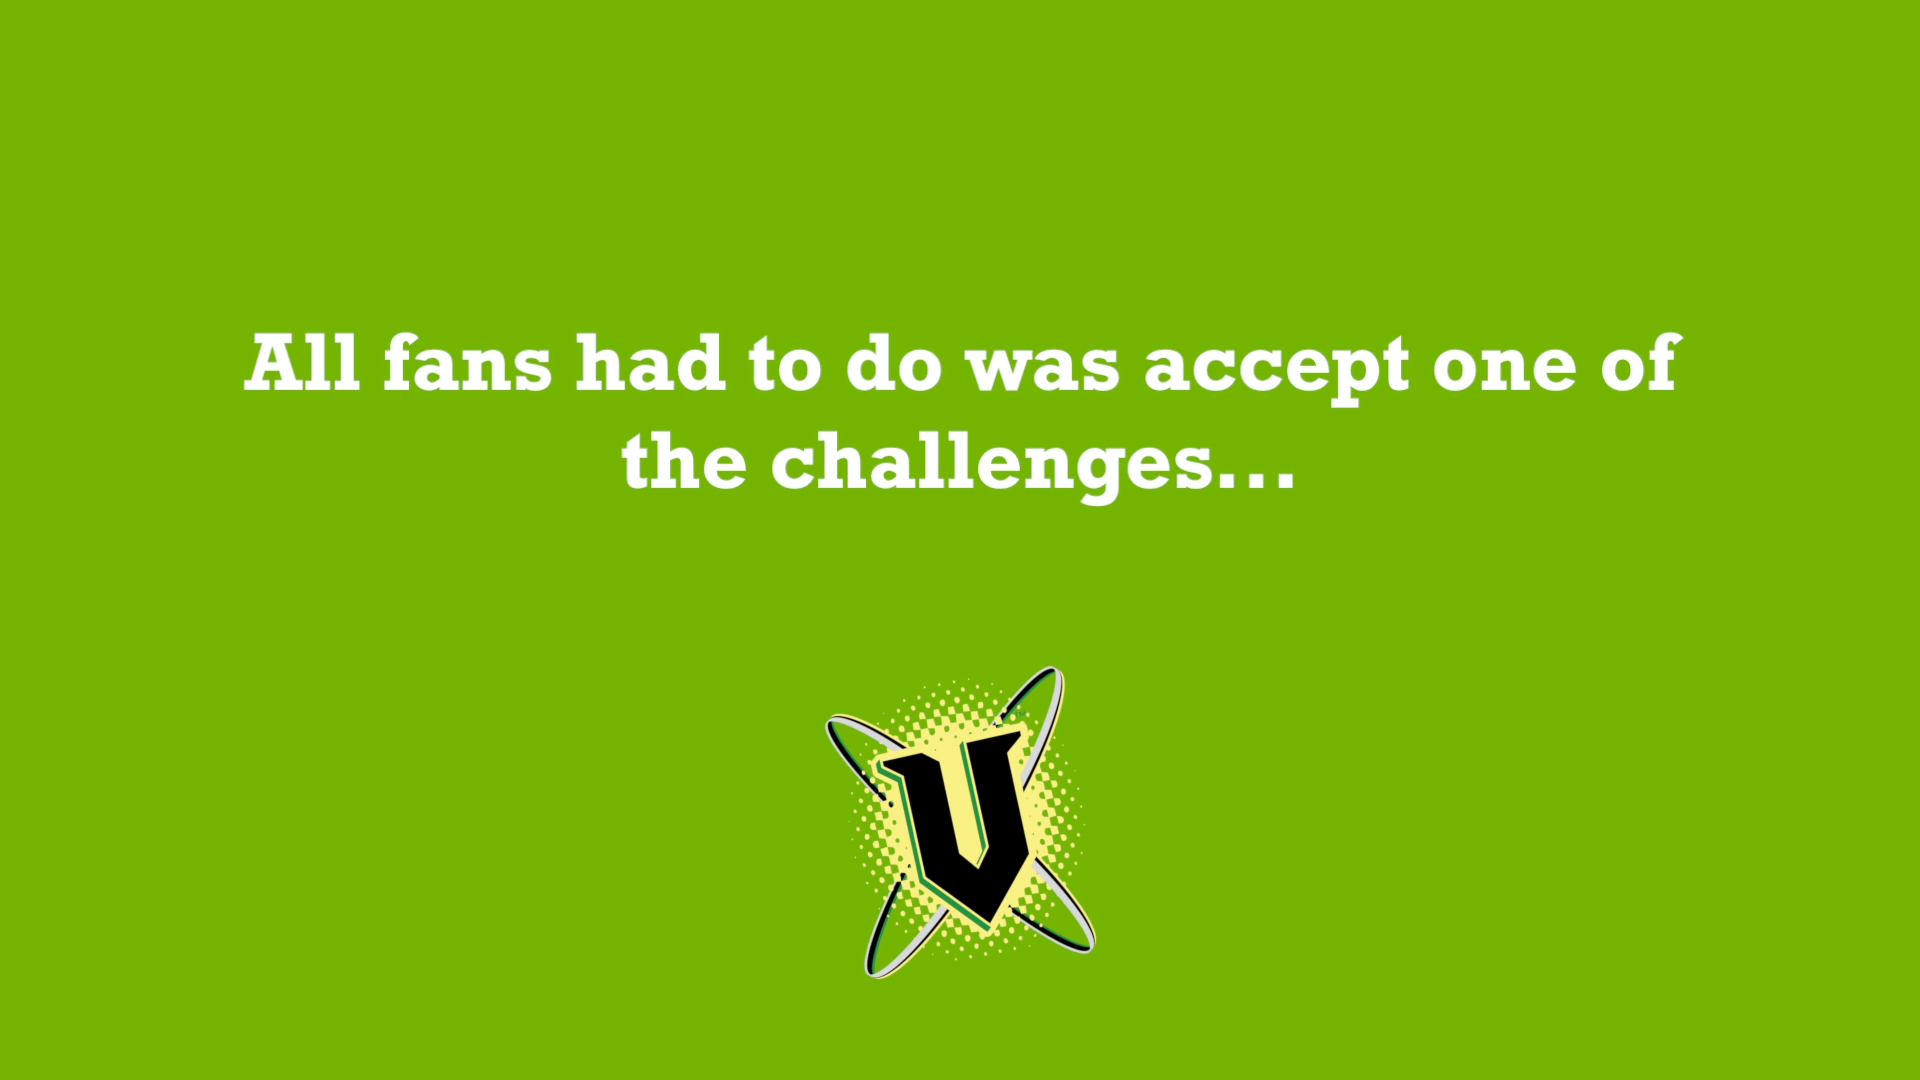 All fans had to do was accept one of
the challenges...
V